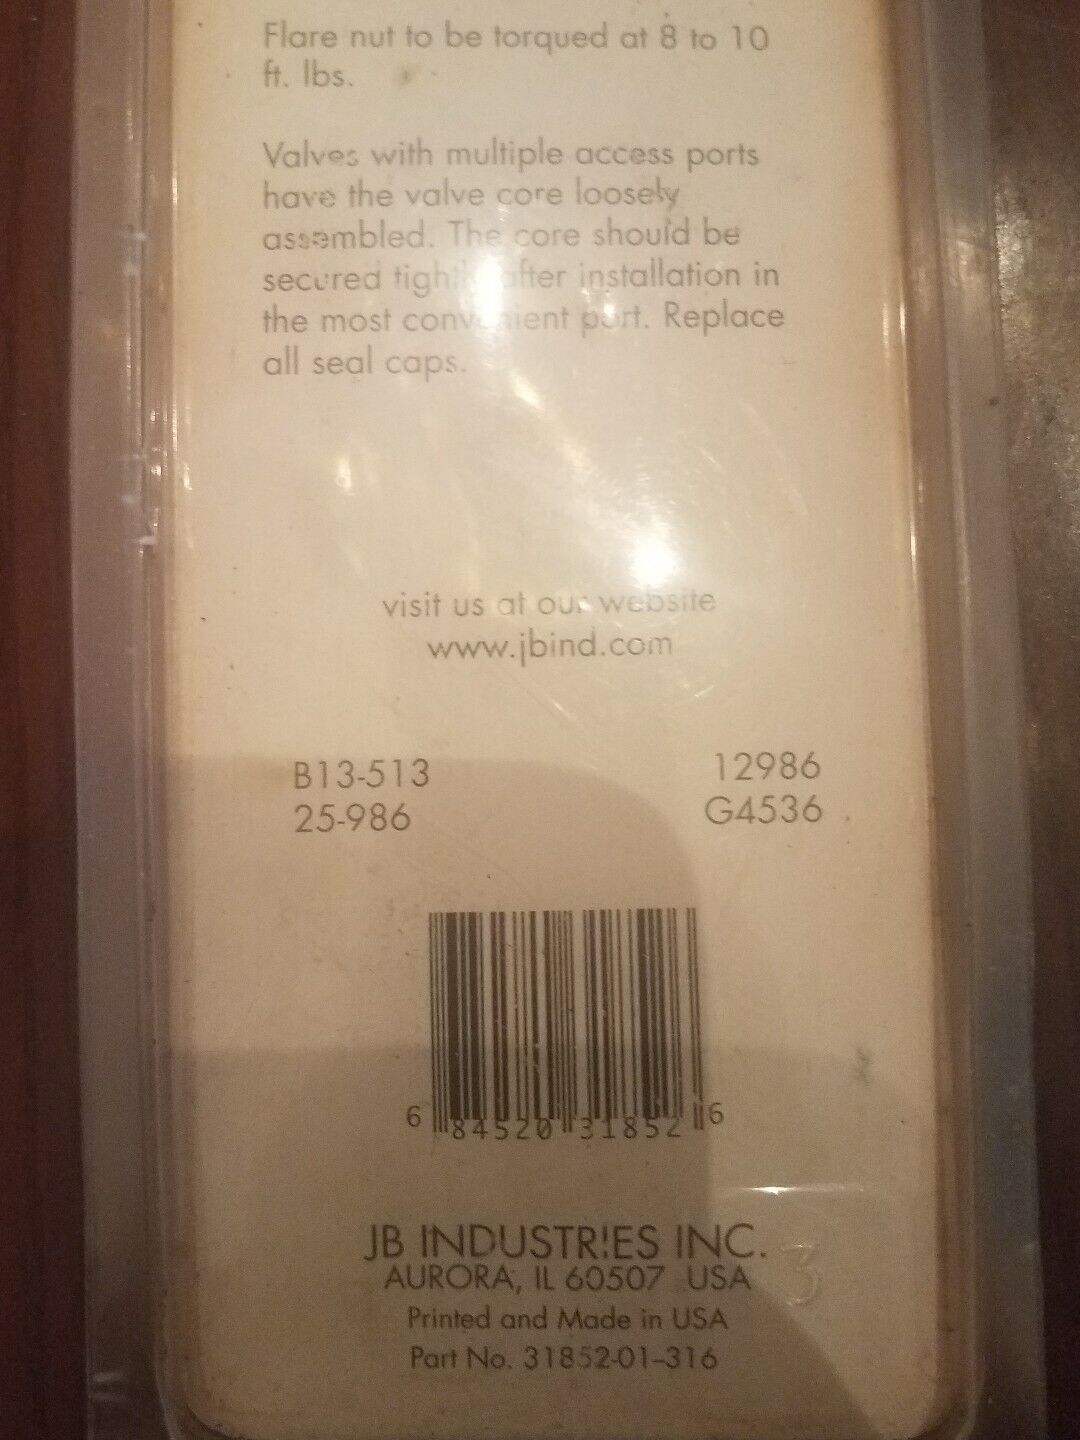 Flare nut to be torqued at 8 to 10
ft. lbs.
Valves with multiple access ports
have the valve core loosely
assembled. The core should be
secured tightly after installation in
the most convenient port. Replace
all seal caps.
visit us at our website
www.jbind.com
B13-513
12986
25-986
G4536
6 84520 31852 6
JB INDUSTRIES INC.
AURORA, IL 60507 USA
3
Printed and Made in USA
Part No. 31852-01-316